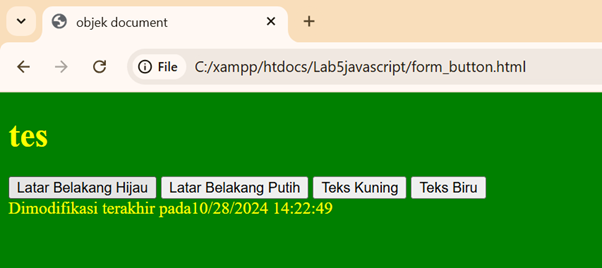 objek document
File C:/xampp/htdocs/Lab5javascript/form_button.html
tes
Latar Belakang Hijau Latar Belakang Putih Teks Kuning Teks Biru
Dimodifikasi terakhir pada10/28/2024 14:22:49